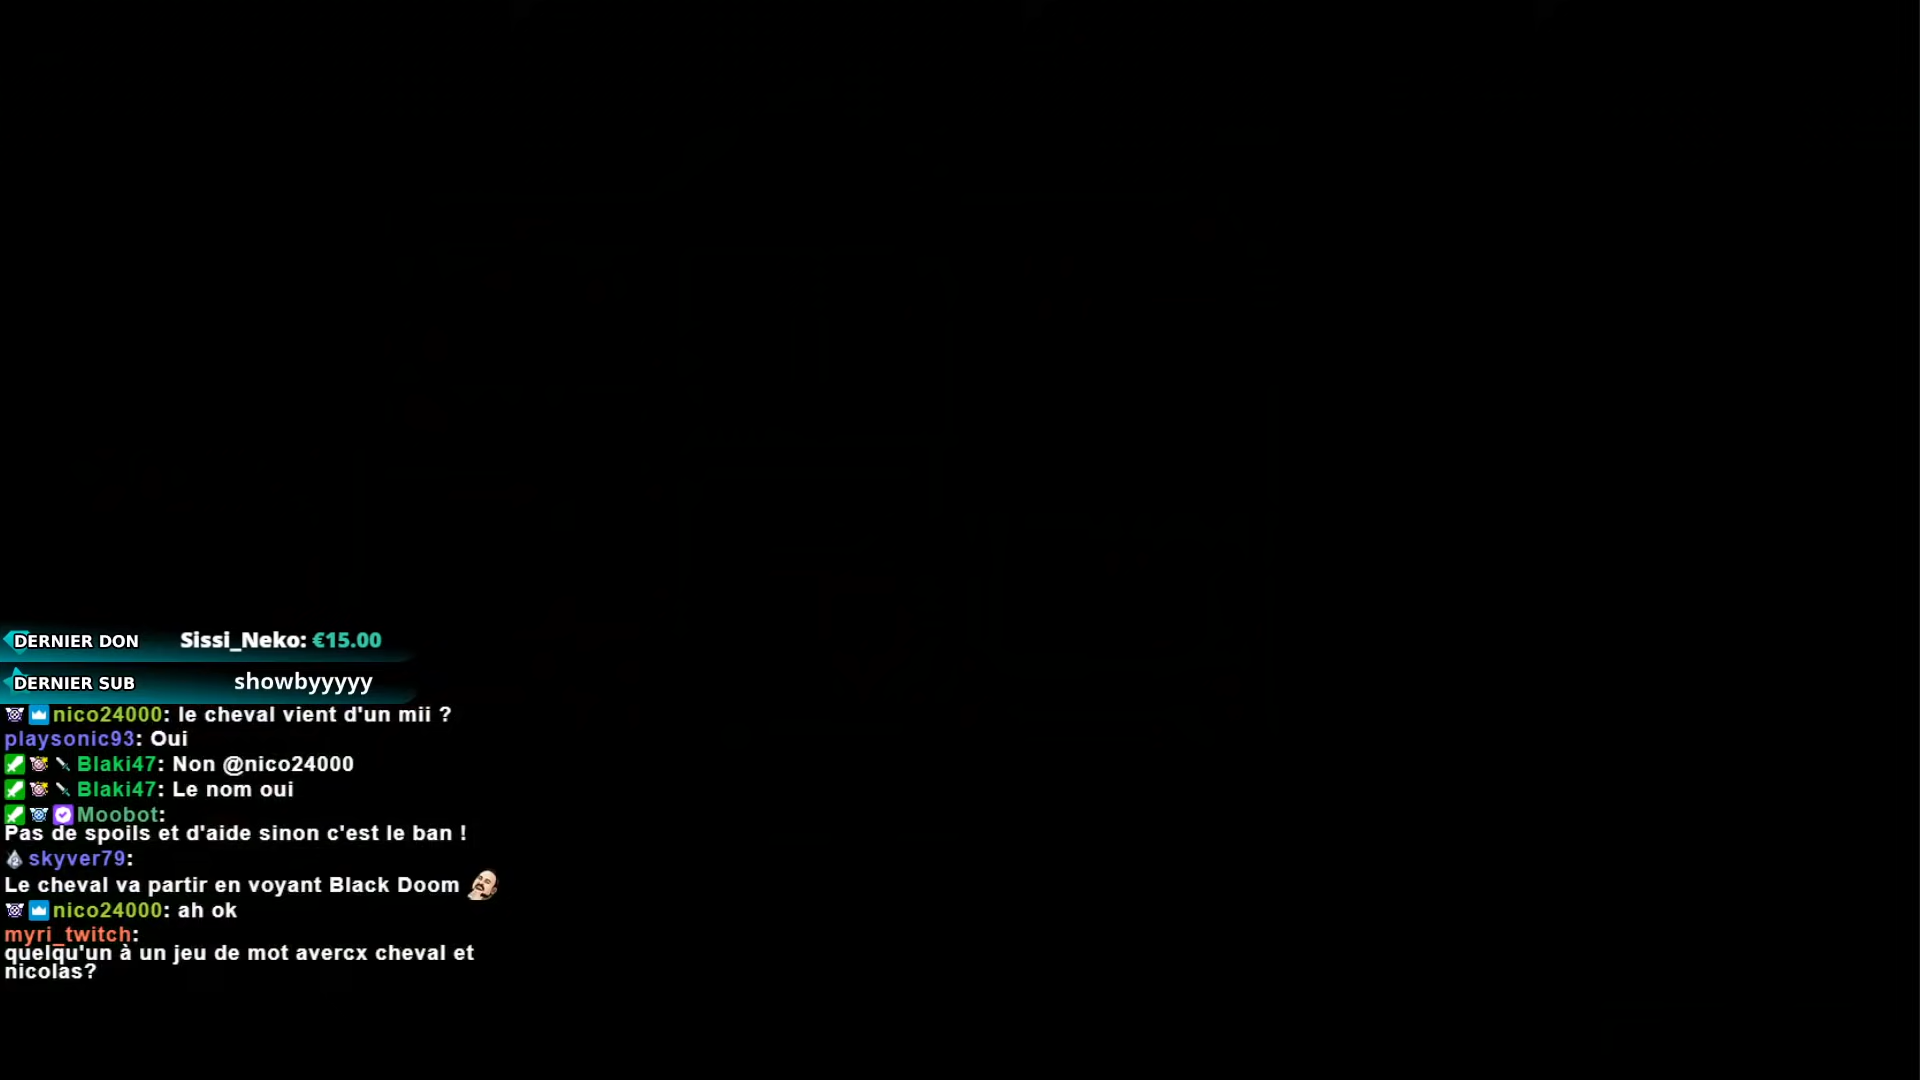 DERNIER DON Sissi_Neko: €15.00
DERNIER SUB showbyyyyy
nico24000: le cheval vient d'un mii ?
playsonic93: Oui
Blaki47: Non @nico24000
Blaki47: Le nom oui
Moobot:
Pas de spoils et d'aide sinon c'est le ban !
skyver79:
Le cheval va partir en voyant Black Doom
nico24000: ah ok
myri_twitch:
quelqu'un à un jeu de mot avercx cheval et
nicolas?